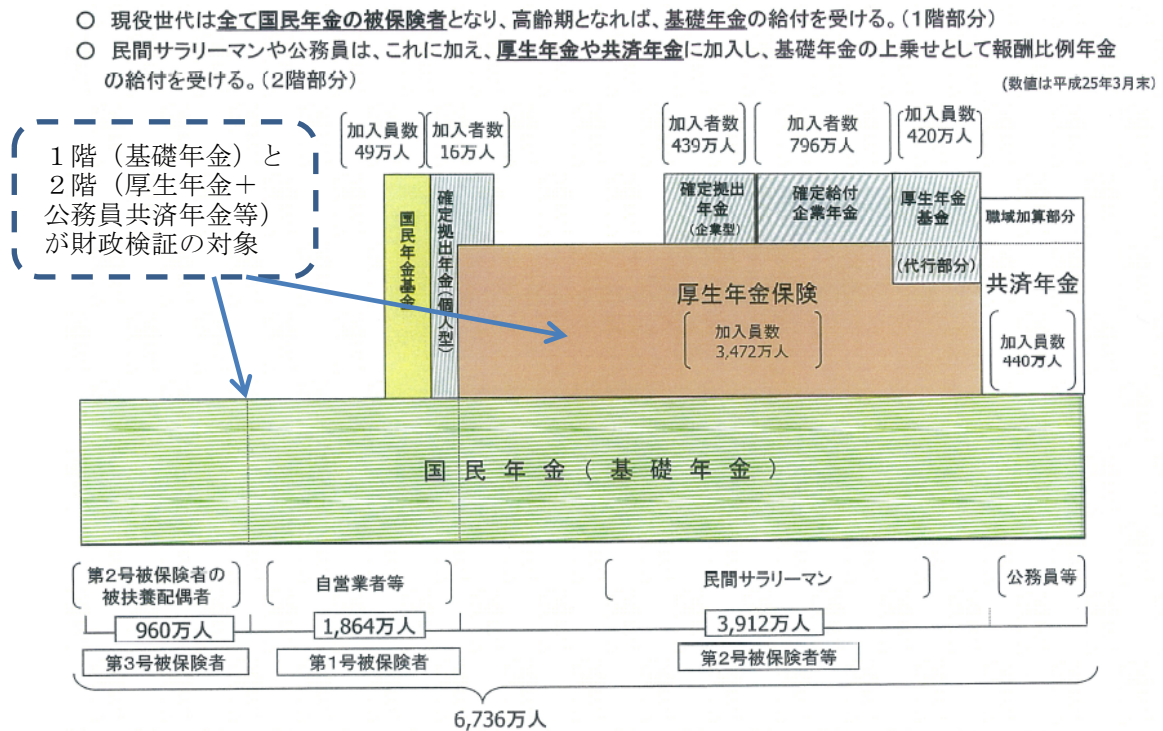 ○ 現役世代は全て国民年金の被保険者となり、高齢期となれば、基礎年金の給付を受ける。（1階部分）
○ 民間サラリーマンや公務員は、これに加え、厚生年金や共済年金に加入し、基礎年金の上乗せとして報酬比例年金
の給付を受ける。（2階部分）
(数値は平成25年3月末)
１階（基礎年金）と
２階（厚生年金＋
公務員共済年金等）
が財政検証の対象
加入員数
49万人
加入者数
16万人
加入者数
439万人
加入者数
796万人
加入員数
420万人
国民年金基金
確定拠出年金(個人型)
確定拠出
年金
(企業型)
確定給付
企業年金
厚生年金
基金
(代行部分)
職域加算部分
厚生年金保険
加入員数
3,472万人
共済年金
加入員数
440万人
国民年金(基礎年金)
第2号被保険者の
被扶養配偶者
自営業者等
民間サラリーマン
公務員等
960万人
1,864万人
3,912万人
第3号被保険者
第1号被保険者
第2号被保険者等
6,736万人